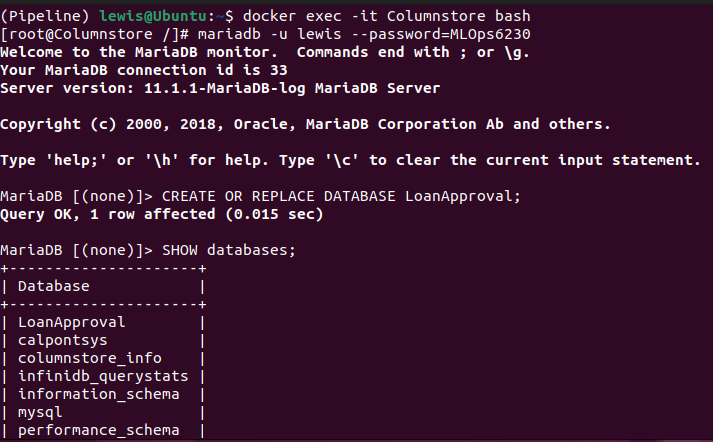 (Pipeline) lewis@Ubuntu:~$ docker exec -it Columnstore bash
[root@Columnstore /]# mariadb -u lewis --password=MLOps6230
Welcome to the MariaDB monitor.  Commands end with ; or \g.
Your MariaDB connection id is 33
Server version: 11.1.1-MariaDB-log MariaDB Server
Copyright (c) 2000, 2018, Oracle, MariaDB Corporation Ab and others.
Type 'help;' or '\h' for help. Type '\c' to clear the current input statement.
MariaDB [(none)]> CREATE OR REPLACE DATABASE LoanApproval;
Query OK, 1 row affected (0.015 sec)
MariaDB [(none)]> SHOW databases;
+---------------------+
| Database            |
+---------------------+
| LoanApproval        |
| calpontsys          |
| columnstore_info    |
| infinidb_querystats |
| information_schema  |
| mysql               |
| performance_schema  |